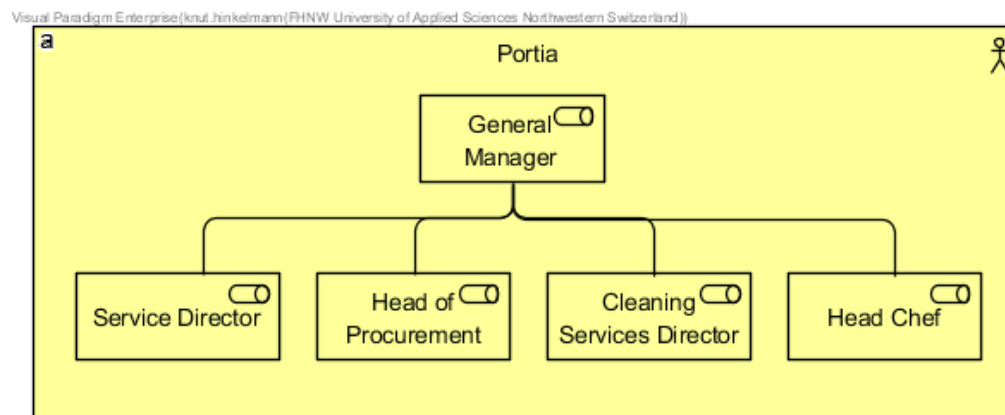 Visual Paradigm Enterprise(knut.hinkelmann(FHNW University of Applied Sciences Northwestern Switzerland))
a
Portia
General
Manager
Service Director
Head of
Procurement
Cleaning
Services Director
Head Chef